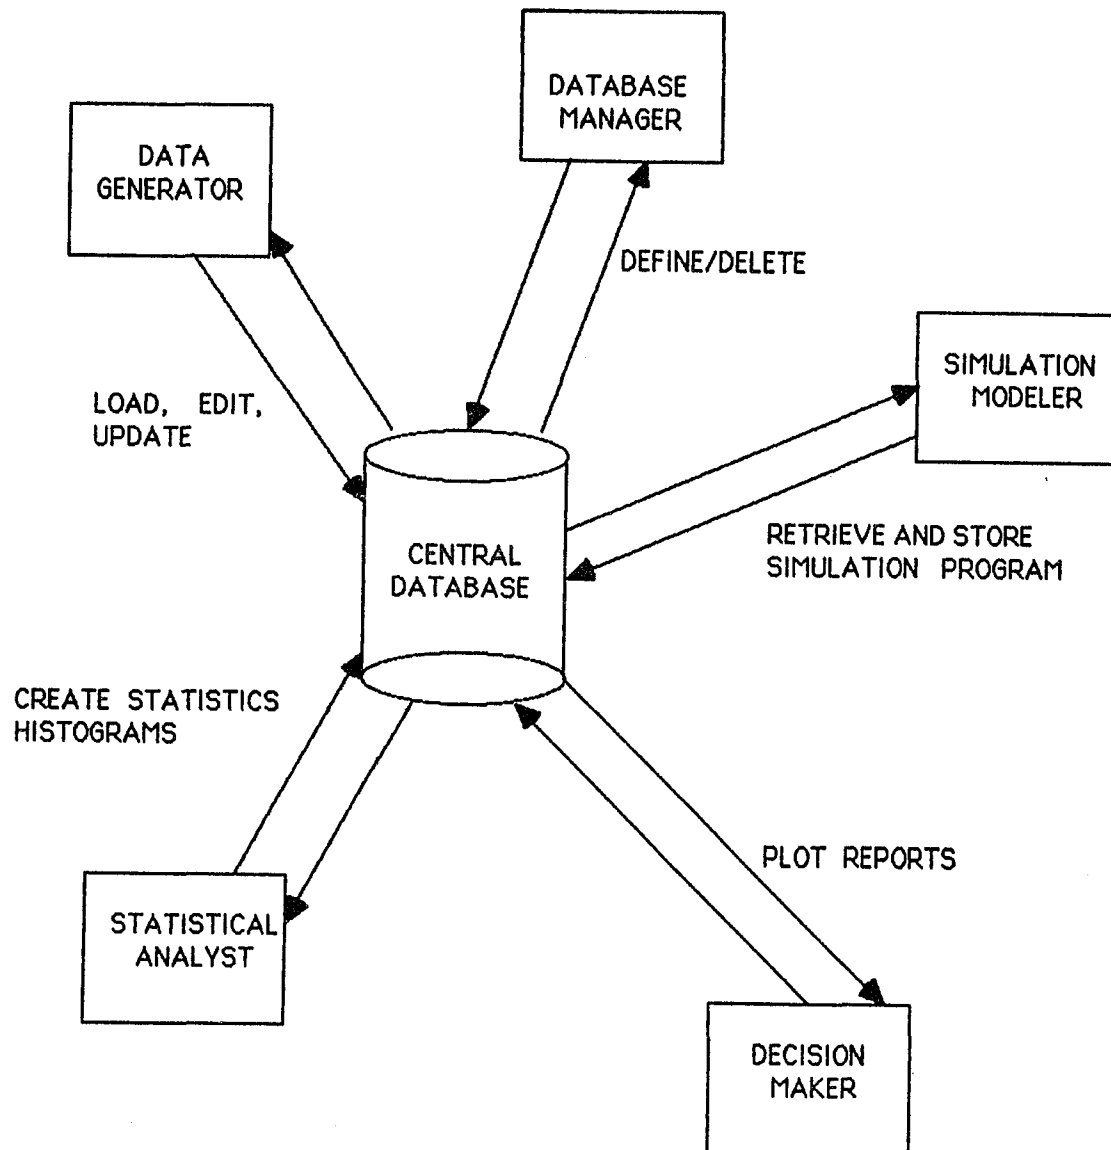 DATABASE
MANAGER
DATA
GENERATOR
DEFINE/DELETE
SIMULATION
MODELER
LOAD, EDIT,
UPDATE
RETRIEVE AND STORE
SIMULATION PROGRAM
CENTRAL
DATABASE
CREATE STATISTICS
HISTOGRAMS
PLOT REPORTS
STATISTICAL
ANALYST
DECISION
MAKER